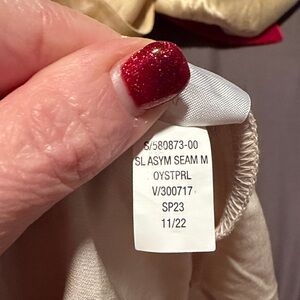 S/580873-00
SL ASYM SEAM M
OYSTPRL
V/300717
SP23
11/22